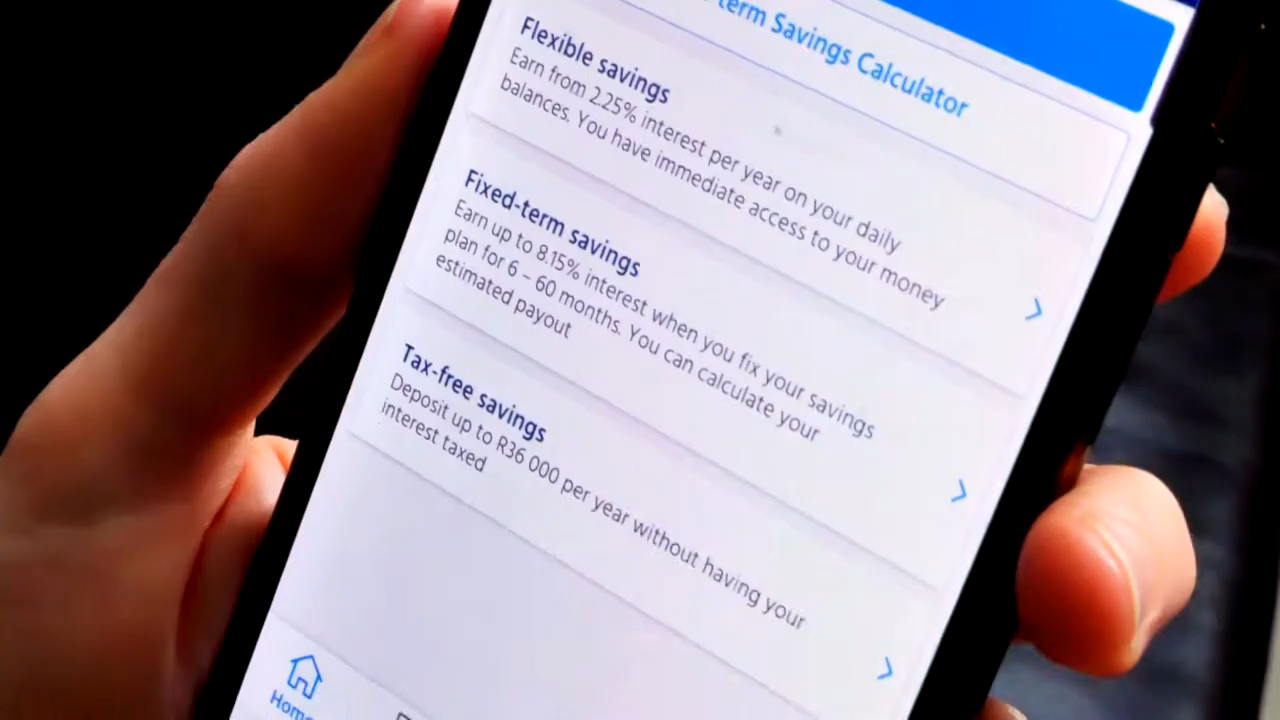 -term Savings Calculator
Flexible savings
Earn from 2.25% interest per year on your daily
balances. You have immediate access to your money
Fixed-term savings
Earn up to 8.15% interest when you fix your savings
plan for 6 – 60 months. You can calculate your
estimated payout
Tax-free savings
Deposit up to R36 000 per year without having your
interest taxed
Home